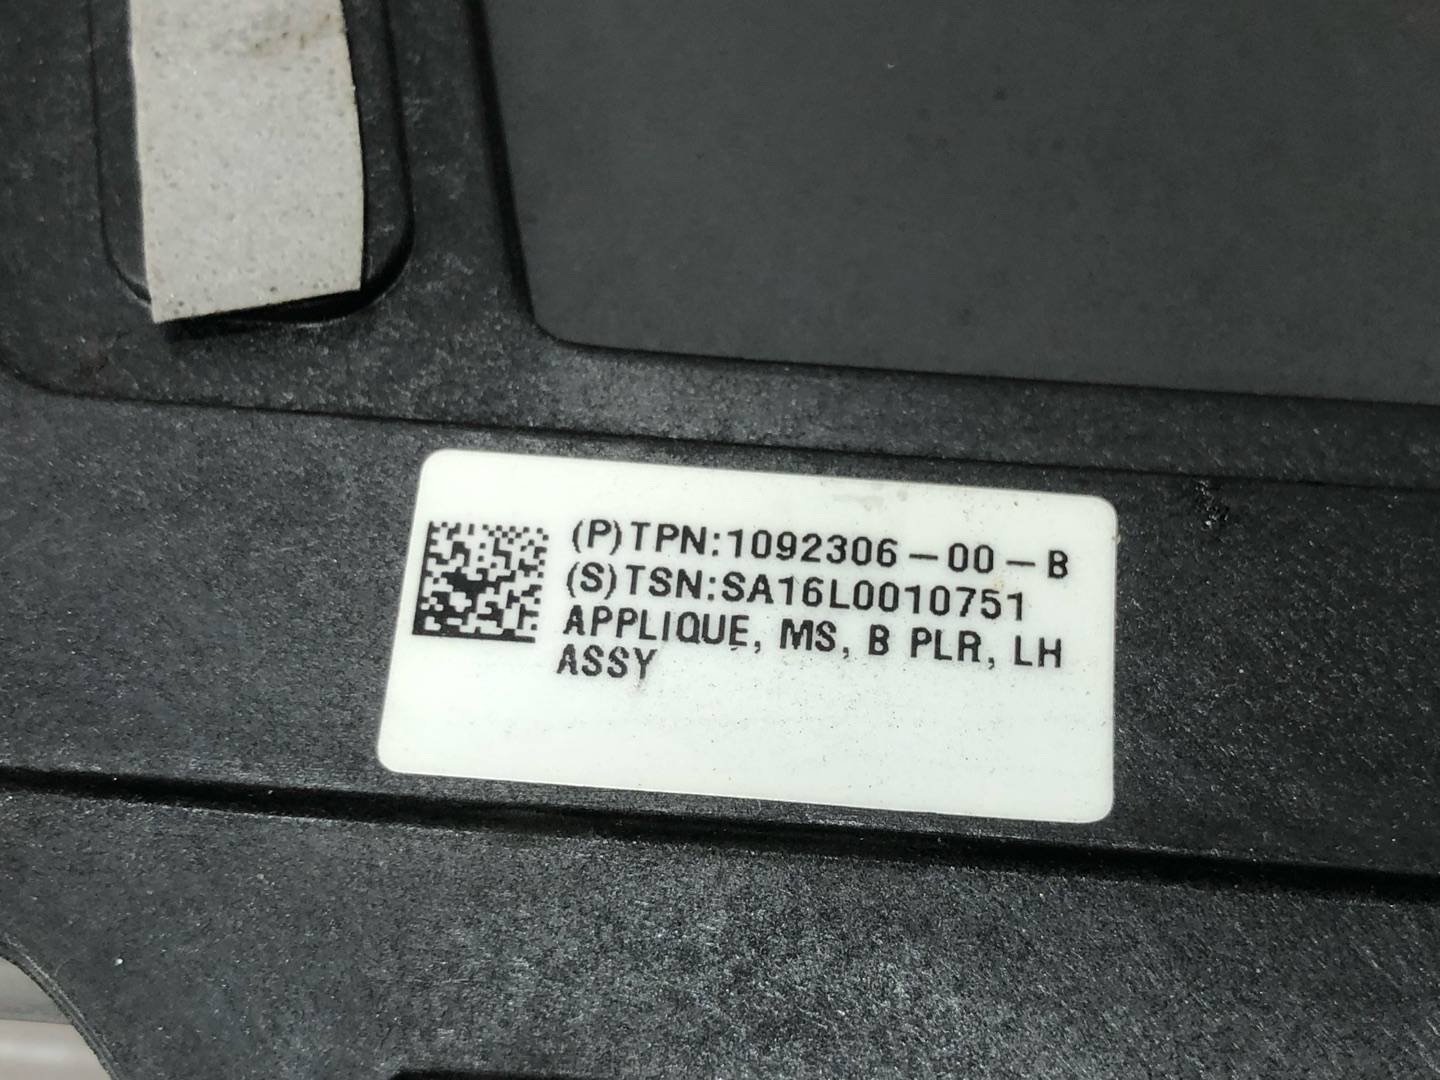 (P)TPN:1092306-00-B
(S)TSN:SA16L0010751
APPLIQUE, MS, B PLR, LH
ASSY